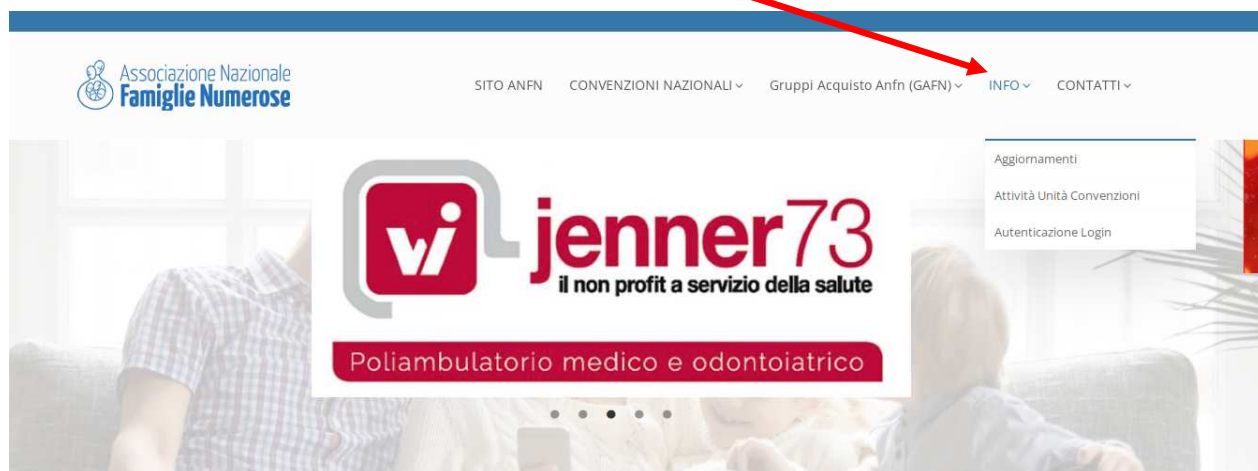 Associazione Nazionale
Famiglie Numerose
SITO ANFN CONVENZIONI NAZIONALI Gruppi Acquisto Anfn (GAFN) INFO CONTATTI
Aggiornamenti
Attività Unità Convenzioni
Autenticazione Login
jenner73
il non profit a servizio della salute
Poliambulatorio medico e odontoiatrico